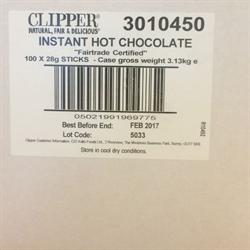 CLIPPER
NATURAL, FAIR & DELICIOUS
3010450
INSTANT HOT CHOCOLATE
"Fairtrade Certified"
100 X 28g STICKS - Case gross weight 3.13kg e
05021991969775
Best Before End:
FEB 2017
Lot Code:
5033
Store in cool dry conditions.